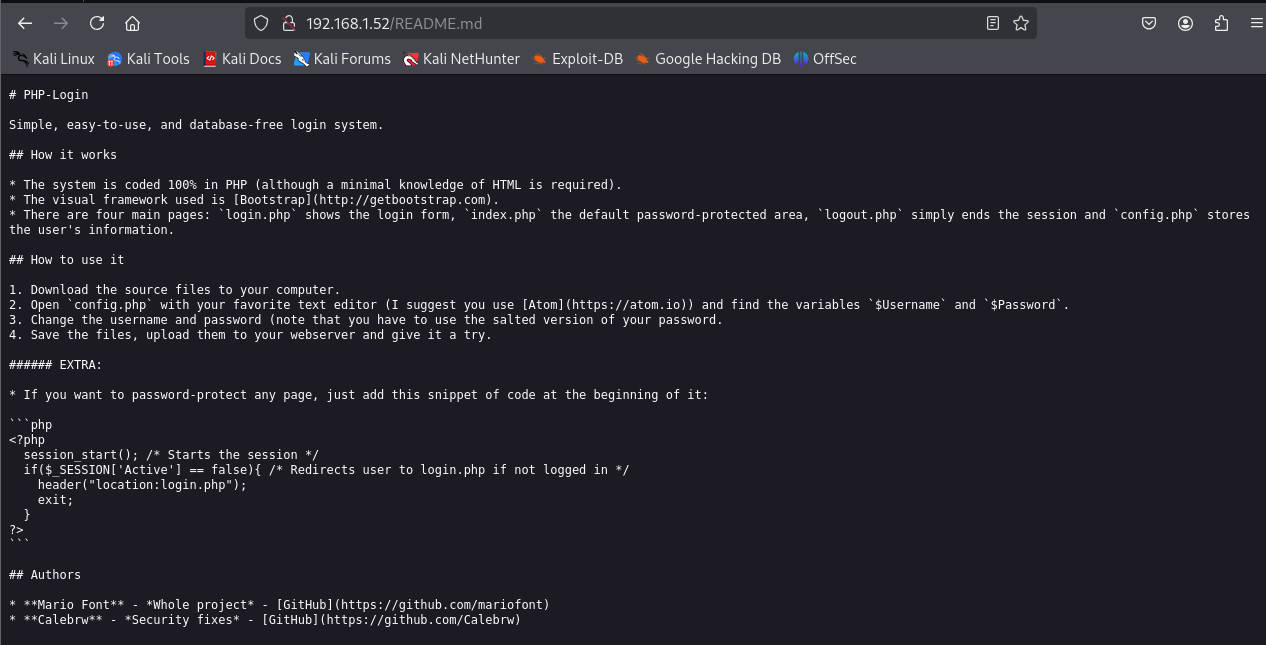 192.168.1.52/README.md
Kali Linux Kali Tools Kali Docs Kali Forums Kali NetHunter Exploit-DB Google Hacking DB OffSec
# PHP-Login
Simple, easy-to-use, and database-free login system.
## How it works
* The system is coded 100% in PHP (although a minimal knowledge of HTML is required).
* The visual framework used is [Bootstrap](http://getbootstrap.com).
* There are four main pages: `login.php` shows the login form, `index.php` the default password-protected area, `logout.php` simply ends the session and `config.php` stores
the user's information.
## How to use it
1. Download the source files to your computer.
2. Open `config.php` with your favorite text editor (I suggest you use [Atom](https://atom.io)) and find the variables `$Username` and `$Password`.
3. Change the username and password (note that you have to use the salted version of your password.
4. Save the files, upload them to your webserver and give it a try.
###### EXTRA:
* If you want to password-protect any page, just add this snippet of code at the beginning of it:
```php
<?php
  session_start(); /* Starts the session */
  if($_SESSION['Active'] == false){ /* Redirects user to login.php if not logged in */
    header("location:login.php");
    exit;
  }
?>
```
## Authors
* **Mario Font** - *Whole project* - [GitHub](https://github.com/mariofont)
* **Calebrw** - *Security fixes* - [GitHub](https://github.com/Calebrw)